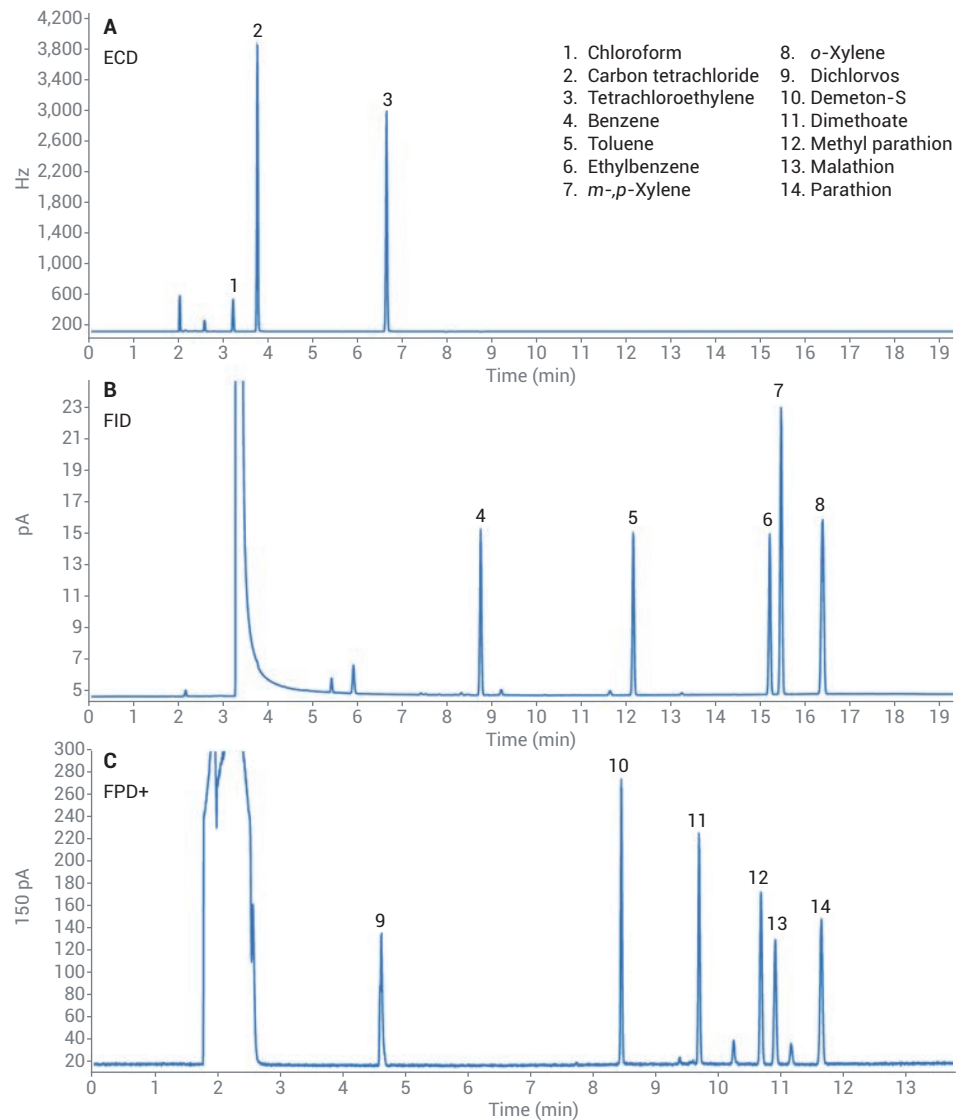 A
ECD
4,200
3,800
3,400
3,000
2,600
2,200
1,800
1,400
1,000
600
200
Hz
2
3
1
1. Chloroform
2. Carbon tetrachloride
3. Tetrachloroethylene
4. Benzene
5. Toluene
6. Ethylbenzene
7. m-,p-Xylene
8. o-Xylene
9. Dichlorvos
10. Demeton-S
11. Dimethoate
12. Methyl parathion
13. Malathion
14. Parathion
0 1 2 3 4 5 6 7 8 9 10 11 12 13 14 15 16 17 18 19
Time (min)
B
FID
23
21
19
17
15
13
11
9
7
5
pA
4
5
6
7
8
0 1 2 3 4 5 6 7 8 9 10 11 12 13 14 15 16 17 18 19
Time (min)
C
FPD+
300
280
260
240
220
200
180
160
140
120
100
80
60
40
20
150 pA
9
10
11
12
13
14
0 1 2 3 4 5 6 7 8 9 10 11 12 13
Time (min)